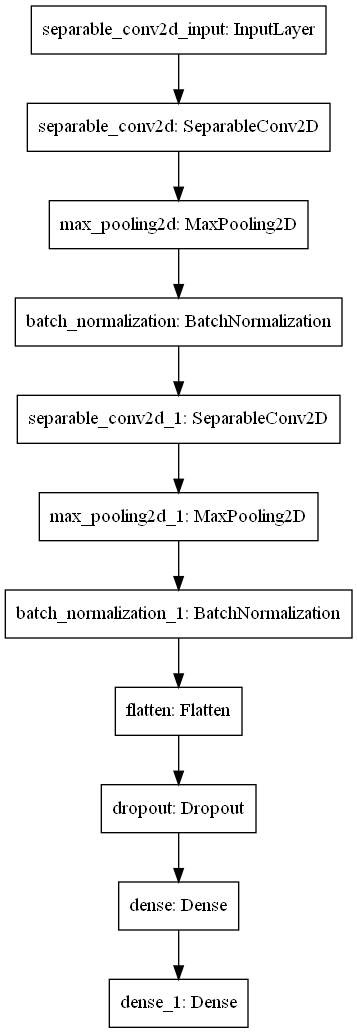 separable_conv2d_input: InputLayer
separable_conv2d: SeparableConv2D
max_pooling2d: MaxPooling2D
batch_normalization: BatchNormalization
separable_conv2d_1: SeparableConv2D
max_pooling2d_1: MaxPooling2D
batch_normalization_1: BatchNormalization
flatten: Flatten
dropout: Dropout
dense: Dense
dense_1: Dense